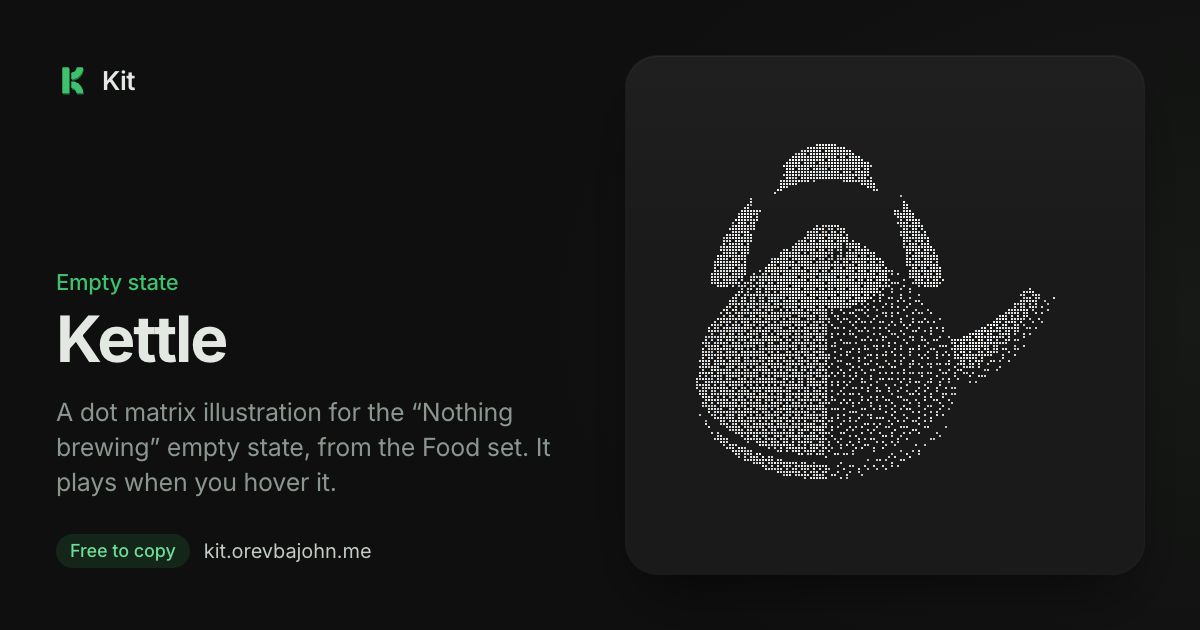 Kit
Empty state
Kettle
A dot matrix illustration for the “Nothing
brewing” empty state, from the Food set. It
plays when you hover it.
Free to copy
kit.orevbajohn.me